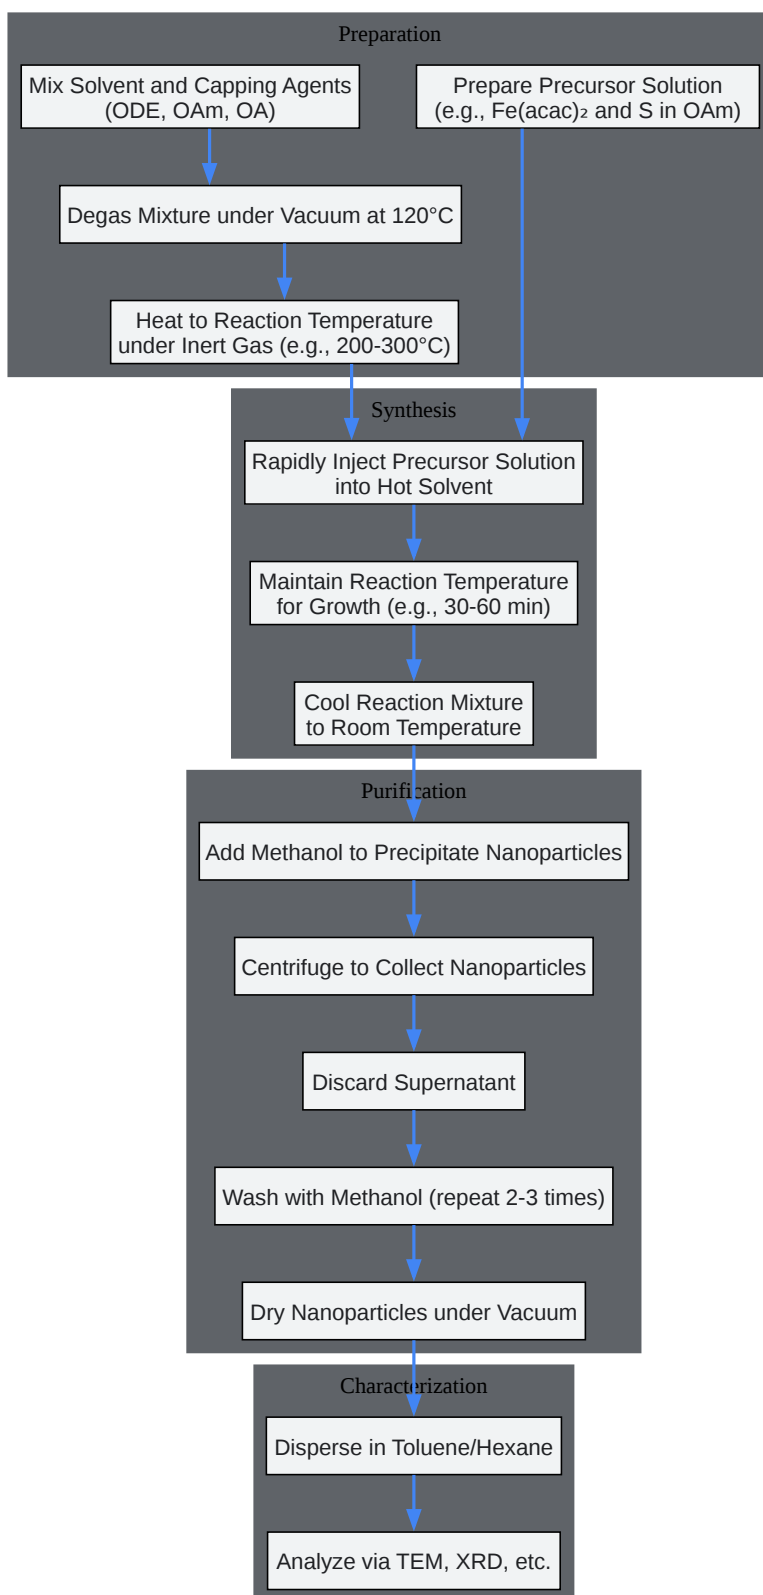 Preparation
Mix Solvent and Capping Agents
(ODE, OAm, OA)
Prepare Precursor Solution
(e.g., Fe(acac)₂ and S in OAm)
Degas Mixture under Vacuum at 120°C
Heat to Reaction Temperature
under Inert Gas (e.g., 200-300°C)
Synthesis
Rapidly Inject Precursor Solution
into Hot Solvent
Maintain Reaction Temperature
for Growth (e.g., 30-60 min)
Cool Reaction Mixture
to Room Temperature
Purification
Add Methanol to Precipitate Nanoparticles
Centrifuge to Collect Nanoparticles
Discard Supernatant
Wash with Methanol (repeat 2-3 times)
Dry Nanoparticles under Vacuum
Characterization
Disperse in Toluene/Hexane
Analyze via TEM, XRD, etc.